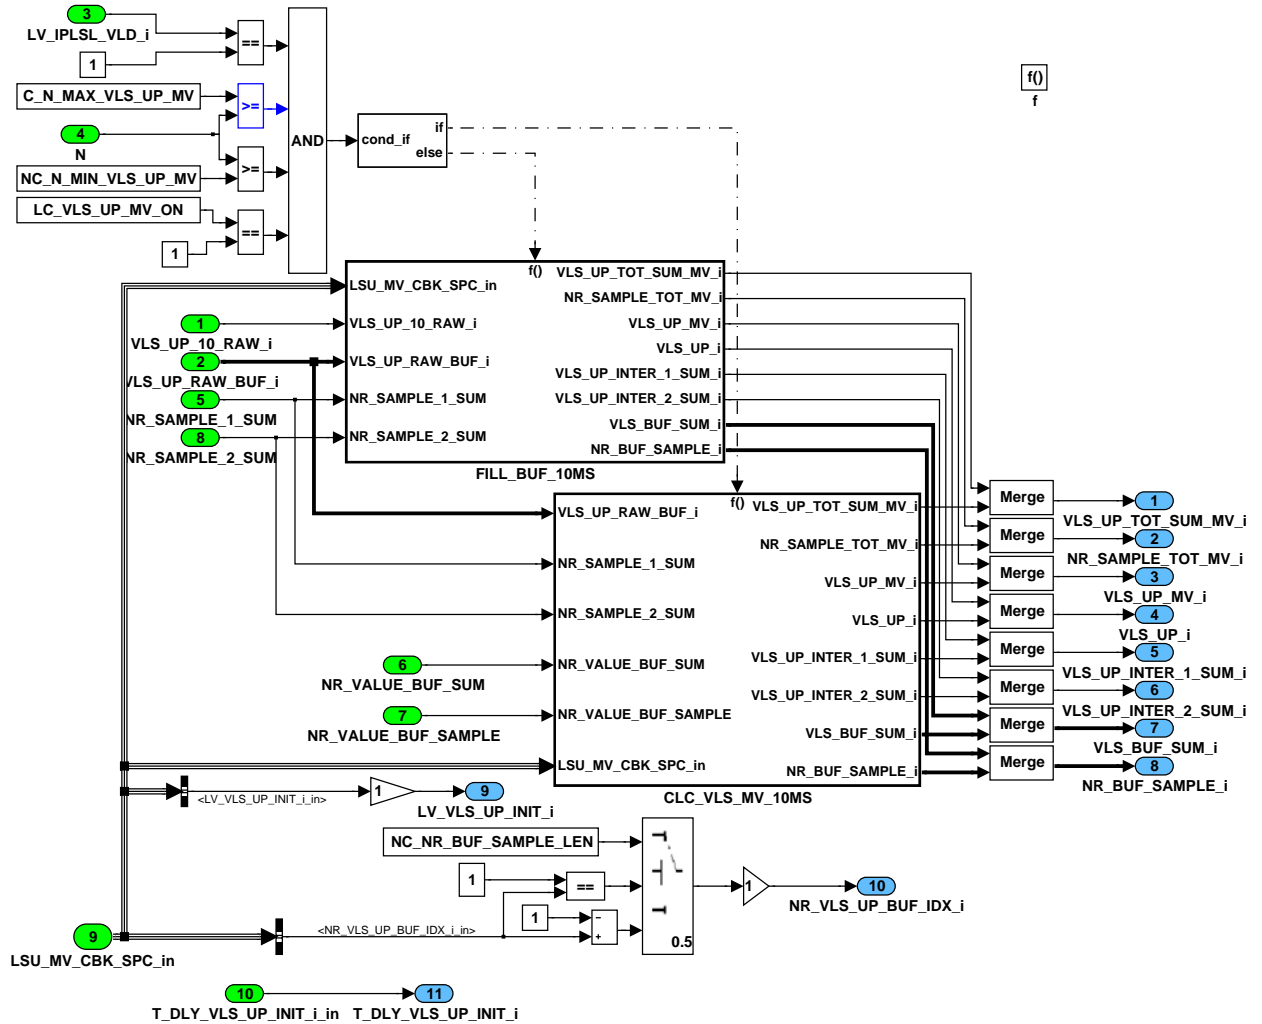 3
LV_IPLSL_VLD_i
1
==
C_N_MAX_VLS_UP_MV
>=
4
N
>=
NC_N_MIN_VLS_UP_MV
LC_VLS_UP_MV_ON
==
1
AND
cond_if
if
else
f()
f
f()
LSU_MV_CBK_SPC_in
VLS_UP_10_RAW_i
VLS_UP_RAW_BUF_i
NR_SAMPLE_1_SUM
NR_SAMPLE_2_SUM
VLS_UP_TOT_SUM_MV_i
NR_SAMPLE_TOT_MV_i
VLS_UP_MV_i
VLS_UP_i
VLS_UP_INTER_1_SUM_i
VLS_UP_INTER_2_SUM_i
VLS_BUF_SUM_i
NR_BUF_SAMPLE_i
FILL_BUF_10MS
1
VLS_UP_10_RAW_i
2
VLS_UP_RAW_BUF_i
5
NR_SAMPLE_1_SUM
8
NR_SAMPLE_2_SUM
f()
VLS_UP_RAW_BUF_i
NR_SAMPLE_1_SUM
NR_SAMPLE_2_SUM
NR_VALUE_BUF_SUM
NR_VALUE_BUF_SAMPLE
LSU_MV_CBK_SPC_in
VLS_UP_TOT_SUM_MV_i
NR_SAMPLE_TOT_MV_i
VLS_UP_MV_i
VLS_UP_i
VLS_UP_INTER_1_SUM_i
VLS_UP_INTER_2_SUM_i
VLS_BUF_SUM_i
NR_BUF_SAMPLE_i
CLC_VLS_MV_10MS
6
NR_VALUE_BUF_SUM
7
NR_VALUE_BUF_SAMPLE
Merge
1
VLS_UP_TOT_SUM_MV_i
Merge
2
NR_SAMPLE_TOT_MV_i
Merge
3
VLS_UP_MV_i
Merge
4
VLS_UP_i
Merge
5
VLS_UP_INTER_1_SUM_i
Merge
6
VLS_UP_INTER_2_SUM_i
Merge
7
VLS_BUF_SUM_i
Merge
8
NR_BUF_SAMPLE_i
<LV_VLS_UP_INIT_i_in>
1
9
LV_VLS_UP_INIT_i
NC_NR_BUF_SAMPLE_LEN
1
==
1
−
+
0.5
1
10
NR_VLS_UP_BUF_IDX_i
9
LSU_MV_CBK_SPC_in
<NR_VLS_UP_BUF_IDX_i_in>
10
T_DLY_VLS_UP_INIT_i_in
11
T_DLY_VLS_UP_INIT_i